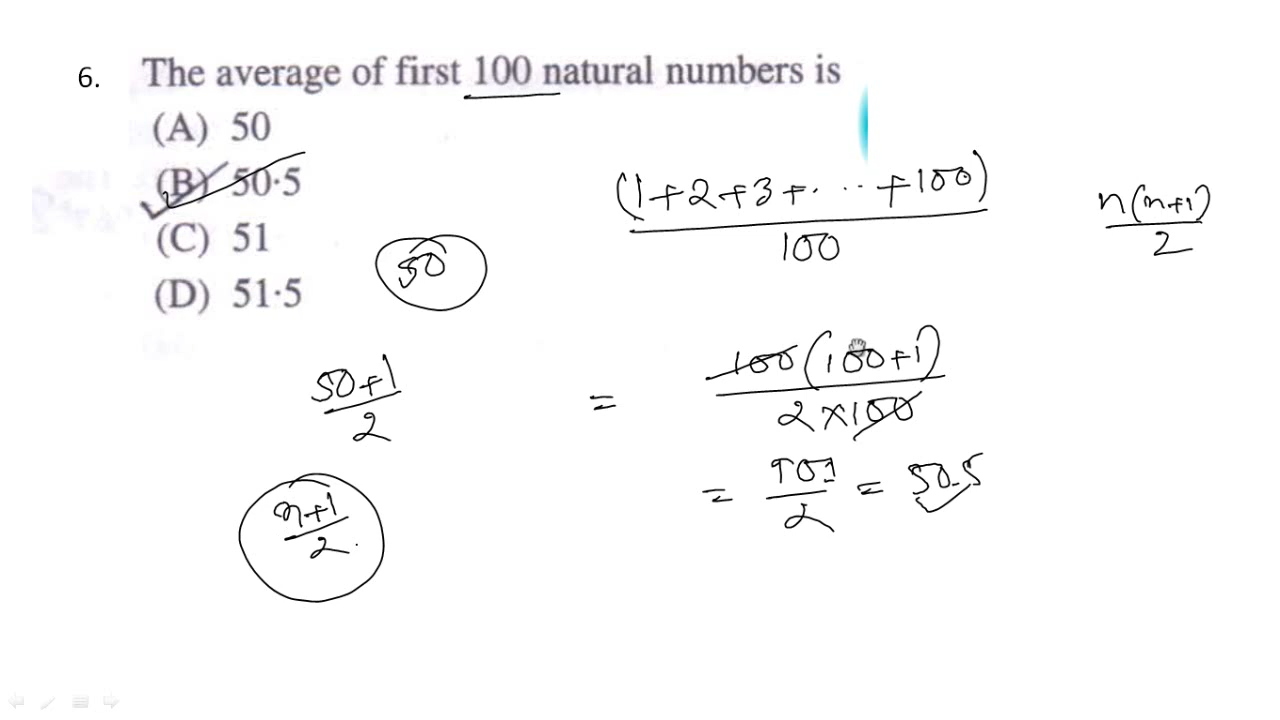 6. The average of first 100 natural numbers is
(A) 50
(B) 50·5
(C) 51
(D) 51·5
50
50+1
2
n+1
2
(1+2+3+. .. +100)
100
n(n+1)
2
= 100(100+1)
2×100
= 101
2
= 50.5